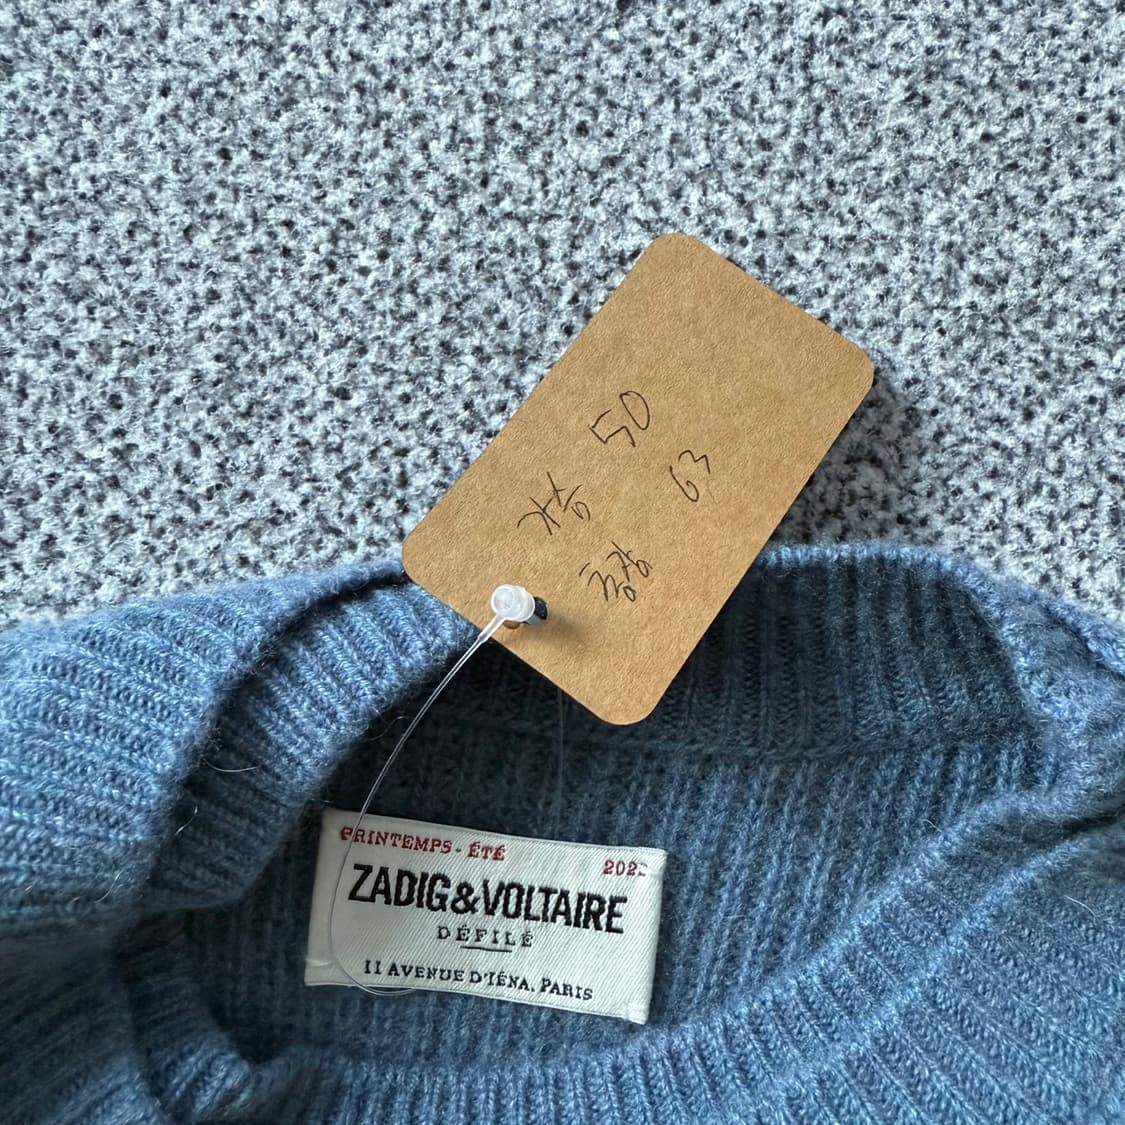 가슴 50
총장 63
PRINTEMPS - ÉTÉ
ZADIG&VOLTAIRE
DÉFILÉ
11 AVENUE D'IÉNA, PARIS